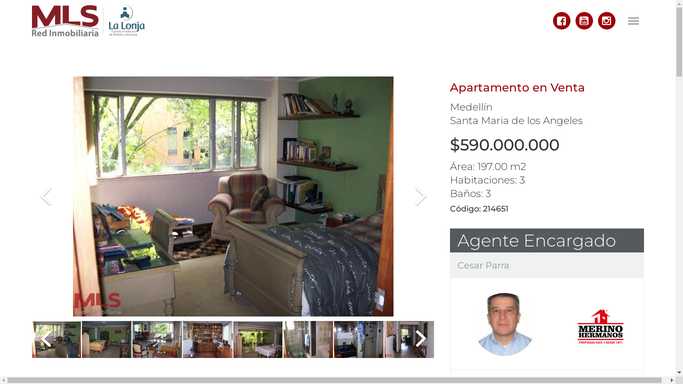 MLS
Red Inmobiliaria
La Lonja
Apartamento en Venta
Medellín
Santa Maria de los Angeles
$590.000.000
Área: 197.00 m2
Habitaciones: 3
Baños: 3
Código: 214651
Agente Encargado
Cesar Parra
MLS
MERINO
HERMANOS